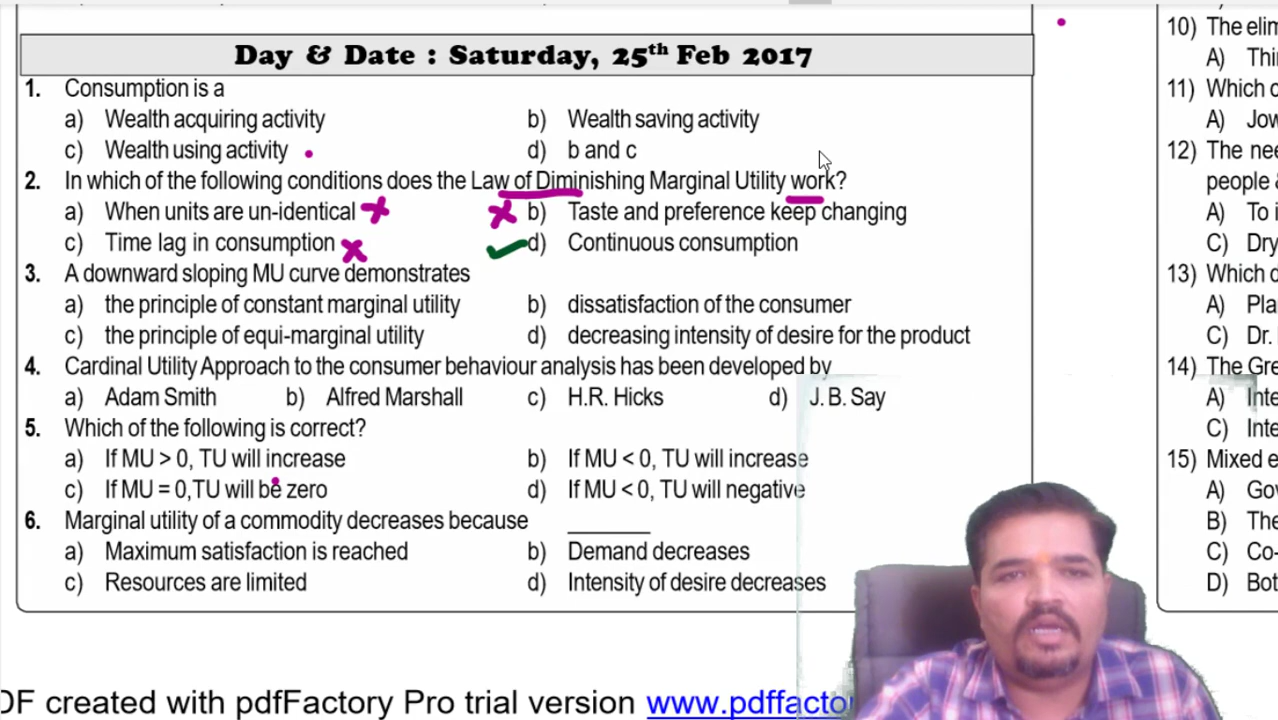 Day & Date : Saturday, 25th Feb 2017
1. Consumption is a
a) Wealth acquiring activity b) Wealth saving activity
c) Wealth using activity d) b and c
2. In which of the following conditions does the Law of Diminishing Marginal Utility work?
a) When units are un-identical b) Taste and preference keep changing
c) Time lag in consumption d) Continuous consumption
3. A downward sloping MU curve demonstrates
a) the principle of constant marginal utility b) dissatisfaction of the consumer
c) the principle of equi-marginal utility d) decreasing intensity of desire for the product
4. Cardinal Utility Approach to the consumer behaviour analysis has been developed by
a) Adam Smith b) Alfred Marshall c) H.R. Hicks d) J. B. Say
5. Which of the following is correct?
a) If MU > 0, TU will increase b) If MU < 0, TU will increase
c) If MU = 0,TU will be zero d) If MU < 0, TU will negative
6. Marginal utility of a commodity decreases because ________
a) Maximum satisfaction is reached b) Demand decreases
c) Resources are limited d) Intensity of desire decreases
10) The elim
A) Thi
11) Which
A) Jow
12) The nee
people &
A) To i
C) Dry
13) Which
A) Pla
C) Dr.
14) The Gre
A) Inte
C) Inte
15) Mixed e
A) Gov
B) The
C) Co-
D) Bot
DF created with pdfFactory Pro trial version www.pdffacto